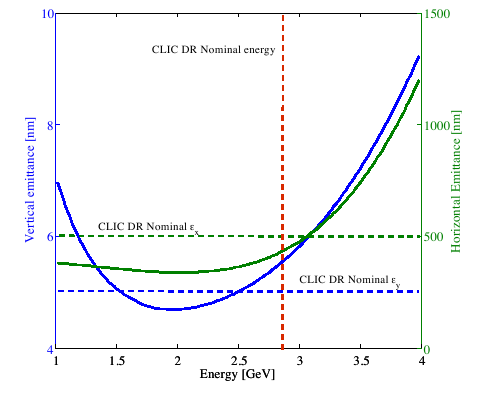 10
1500
CLIC DR Nominal energy
8
1000
Vertical emittance [nm]
Horizontal Emittance [nm]
CLIC DR Nominal εx
6
500
CLIC DR Nominal εy
4
0
1
1.5
2
2.5
3
3.5
4
Energy [GeV]